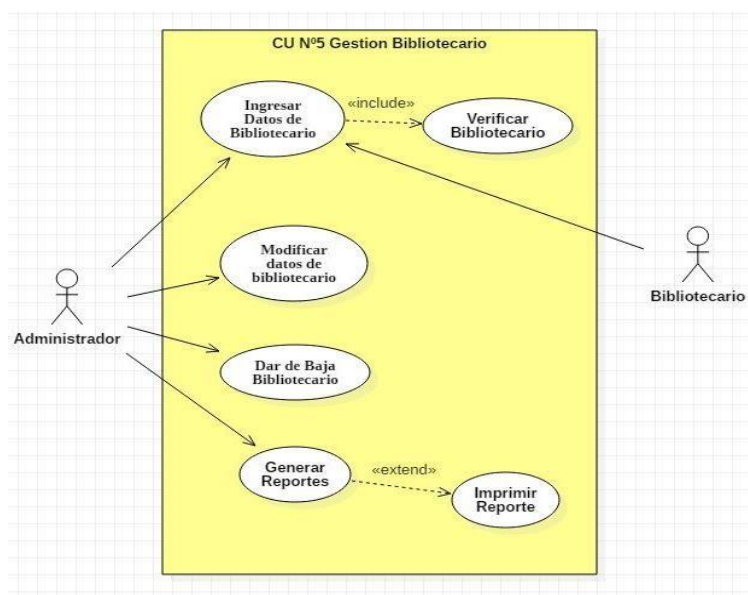 CU Nº5 Gestion Bibliotecario
Ingresar
Datos de
Bibliotecario
«include»
Verificar
Bibliotecario
Modificar
datos de
bibliotecario
Bibliotecario
Administrador
Dar de Baja
Bibliotecario
Generar
Reportes
«extend»
Imprimir
Reporte